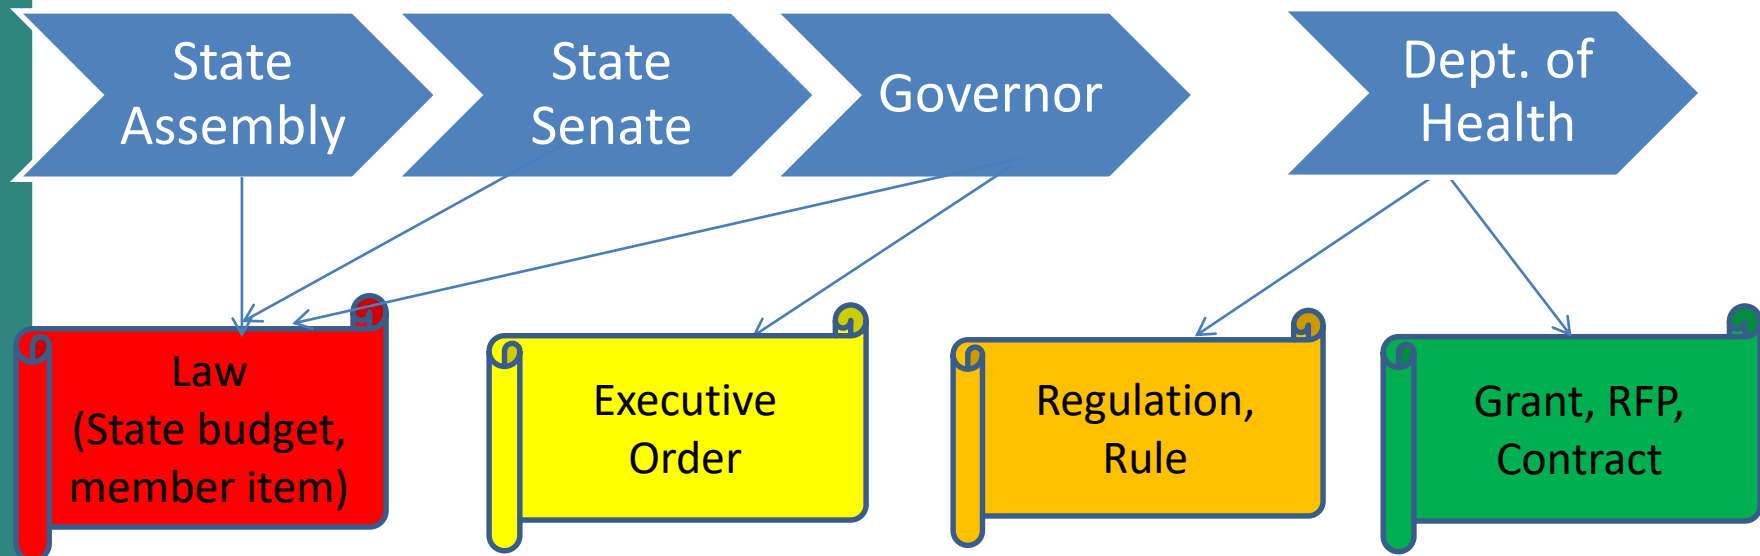 State
Assembly
State
Senate
Governor
Dept. of
Health
Law
(State budget,
member item)
Executive
Order
Regulation,
Rule
Grant, RFP,
Contract